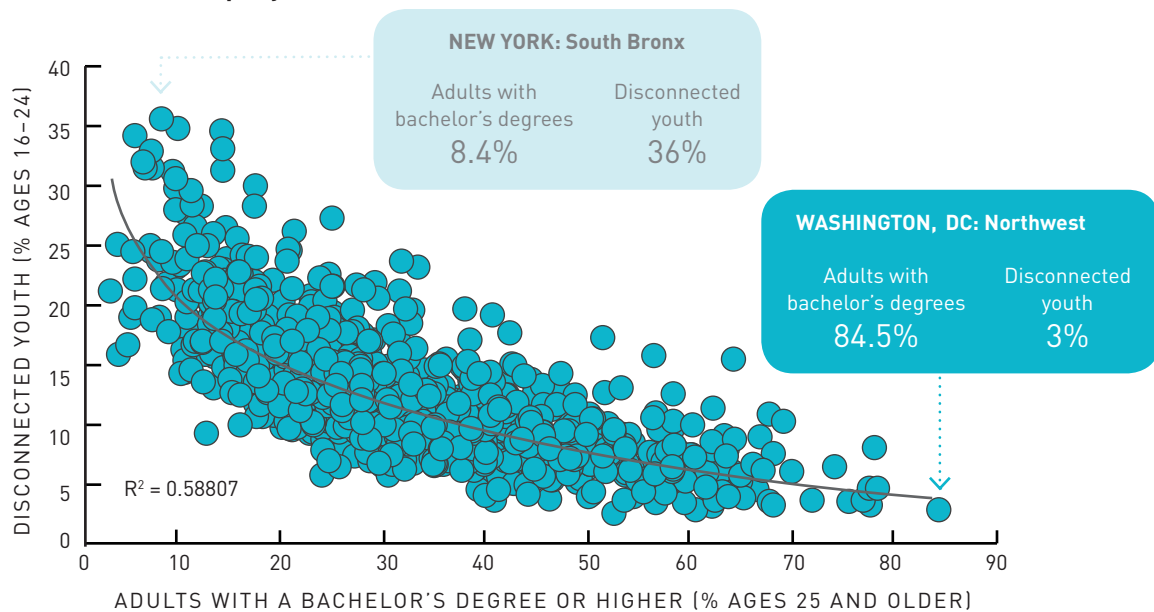 NEW YORK: South Bronx
Adults with
bachelor’s degrees
8.4%
Disconnected
youth
36%
WASHINGTON, DC: Northwest
Adults with
bachelor’s degrees
84.5%
Disconnected
youth
3%
DISCONNECTED YOUTH (% AGES 16–24)
40
35
30
25
20
15
10
5
0
R² = 0.58807
0 10 20 30 40 50 60 70 80 90
ADULTS WITH A BACHELOR’S DEGREE OR HIGHER (% AGES 25 AND OLDER)